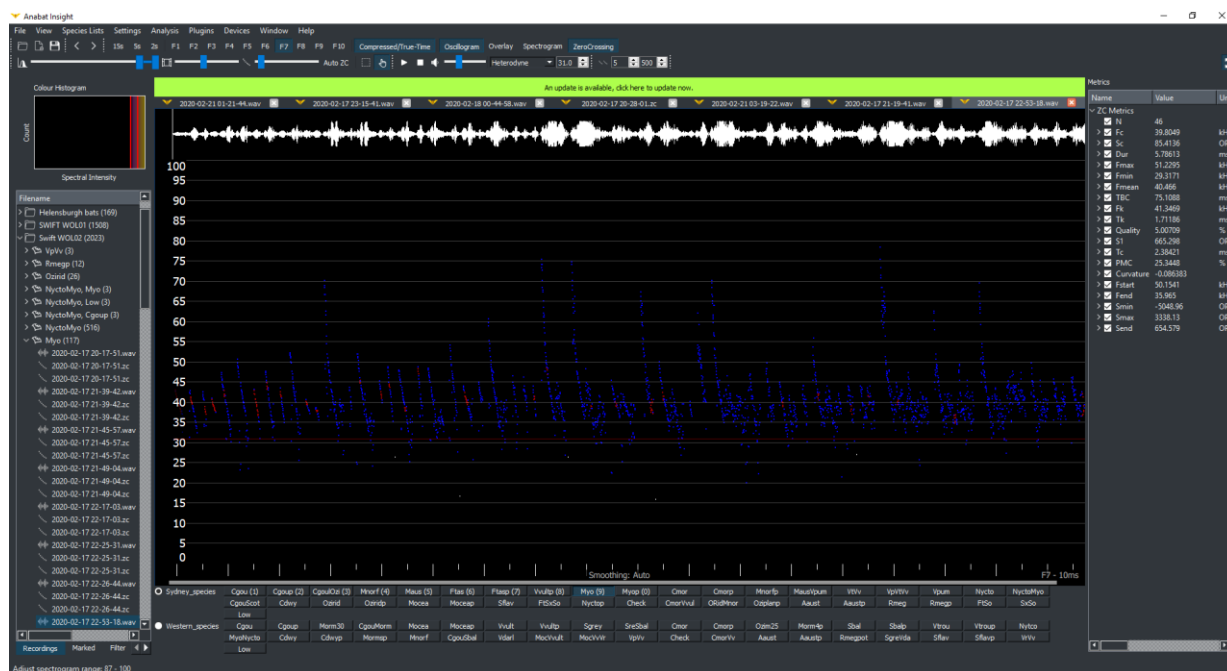 Anabat Insight
File View Species Lists Settings Analysis Plugins Devices Window Help
15s 5s 2s F1 F2 F3 F4 F5 F6 F7 F8 F9 F10 Compressed/True-Time Oscillogram Overlay Spectrogram ZeroCrossing
Auto ZC Heterodyne 31.0 5 500
An update is available, click here to update now.
2020-02-21 01-21-44.wav 2020-02-17 23-15-41.wav 2020-02-18 00-44-58.wav 2020-02-17 20-28-01.zc 2020-02-21 03-19-22.wav 2020-02-17 21-19-41.wav 2020-02-17 22-53-18.wav
Colour Histogram
Count
Spectral Intensity
Filename
Helensburgh bats (169)
SWIFT WOL01 (1508)
Swift WOL02 (2023)
VpVv (3)
Rmegp (12)
Ozirid (26)
NyctoMyo, Myo (3)
NyctoMyo, Low (3)
NyctoMyo, Cgoup (3)
NyctoMyo (516)
Myo (117)
2020-02-17 20-17-51.wav
2020-02-17 20-17-51.zc
2020-02-17 20-17-51.zc
2020-02-17 21-39-42.wav
2020-02-17 21-39-42.zc
2020-02-17 21-39-42.zc
2020-02-17 21-45-57.wav
2020-02-17 21-45-57.zc
2020-02-17 21-45-57.zc
2020-02-17 21-49-04.wav
2020-02-17 21-49-04.zc
2020-02-17 21-49-04.zc
2020-02-17 22-17-03.wav
2020-02-17 22-17-03.zc
2020-02-17 22-17-03.zc
2020-02-17 22-25-31.wav
2020-02-17 22-25-31.zc
2020-02-17 22-25-31.zc
2020-02-17 22-26-44.wav
2020-02-17 22-26-44.zc
2020-02-17 22-26-44.zc
2020-02-17 22-53-18.wav
Recordings Marked Filter
Adjust spectrogram range: 87 - 100
100
95
90
85
80
75
70
65
60
55
50
45
40
35
30
25
20
15
10
5
0
Smoothing: Auto
F7 - 10ms
Sydney_species Cgou (1) Cgoup (2) CgoulOzi (3) Mnorf (4) Maus (5) Ftas (6) Ftasp (7) Vvultp (8) Myo (9) Myop (0) Cmor Cmorp Mnorfp MausVpum VtVv VpVtVv Vpum Nycto NyctoMyo
CgouScot Cdwy Ozirid Oziridp Mocea Moceap Sflav FtSxSo Nyctop Check CmorVvul ORidMnor Oziplanp Aaust Aaustp Rmeg Rmegp FtSo SxSo
Low
Western_species Cgou Cgoup Morm30 CgouMorm Mocea Moceap Vvult Vvultp Sgrey SreSbal Cmor Cmorp Ozim25 Morm4p Sbal Sbalp Vtrou Vtroup Nytco
MyoNycto Cdwy Cdwyp Mormsp Mnorf CgouSbal Vdarl MocVvult MocVvVr VpVv Check CmorVv Aaust Aaustp Rmegpot SgreVda Sflav Sflavp VrVv
Low
Metrics
Name Value
ZC Metrics
N 46
Fc 39.8049
Sc 85.4136
Dur 5.78613
Fmax 51.2295
Fmin 29.3171
Fmean 40.466
TBC 75.1088
Fk 41.3469
Tk 1.71186
Quality 5.00709 %
S1 665.298
Tc 2.38421
PMC 25.3448 %
Curvature -0.086383
Fstart 50.1541
Fend 35.965
Smin -5048.96
Smax 3338.13
Send 654.579